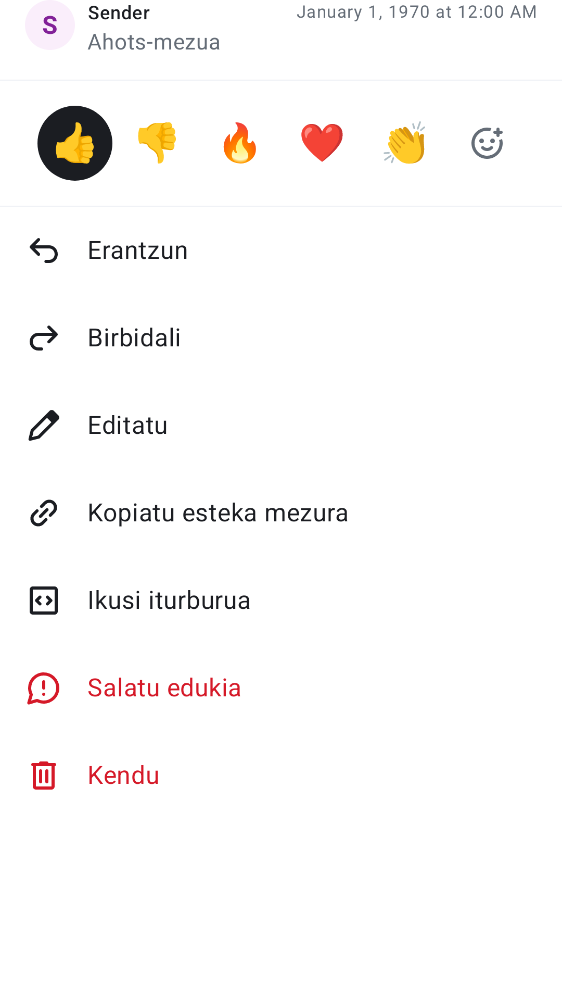 S
Sender
January 1, 1970 at 12:00 AM
Ahots-mezua
Erantzun
Birbidali
Editatu
Kopiatu esteka mezura
Ikusi iturburua
Salatu edukia
Kendu